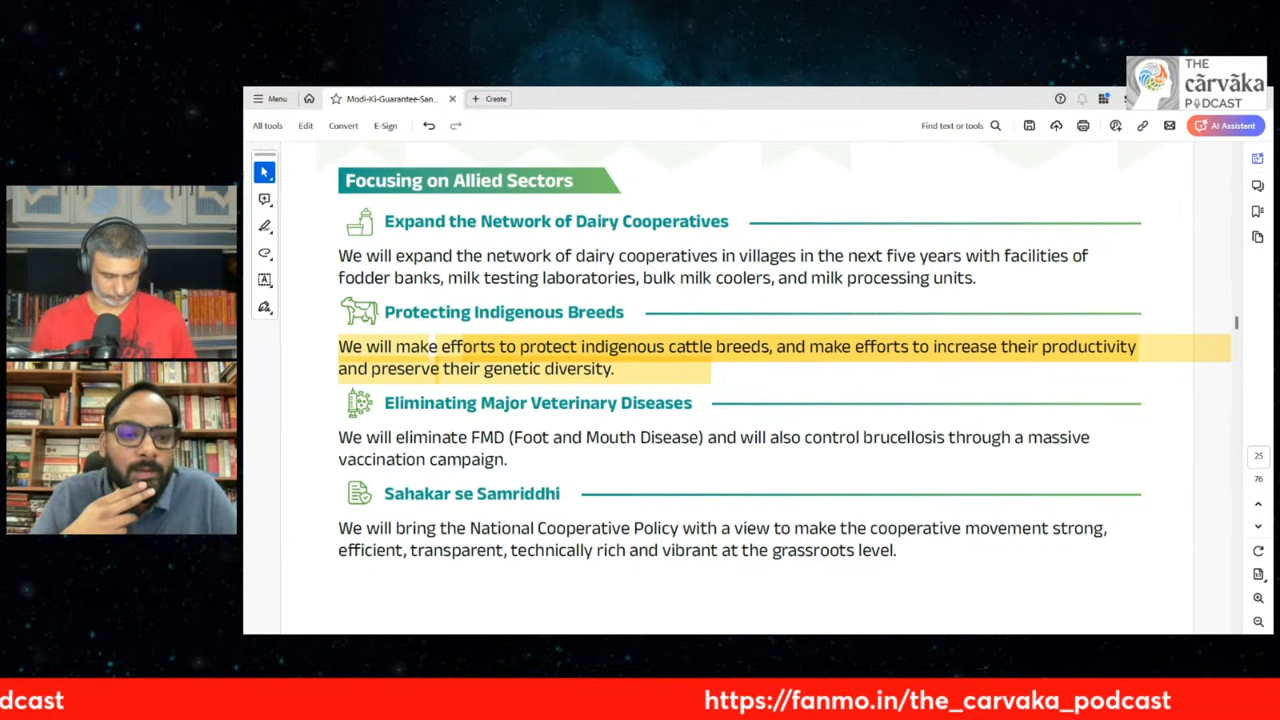 THE
cārvāka
PODCAST
Menu
Modi-Ki-Guarantee-San...
Create
All tools
Edit
Convert
E-Sign
Find text or tools
AI Assistant
Focusing on Allied Sectors
Expand the Network of Dairy Cooperatives
We will expand the network of dairy cooperatives in villages in the next five years with facilities of
fodder banks, milk testing laboratories, bulk milk coolers, and milk processing units.
Protecting Indigenous Breeds
We will make efforts to protect indigenous cattle breeds, and make efforts to increase their productivity
and preserve their genetic diversity.
Eliminating Major Veterinary Diseases
We will eliminate FMD (Foot and Mouth Disease) and will also control brucellosis through a massive
vaccination campaign.
Sahakar se Samriddhi
We will bring the National Cooperative Policy with a view to make the cooperative movement strong,
efficient, transparent, technically rich and vibrant at the grassroots level.
25
76
dcast
https://fanmo.in/the_carvaka_podcast